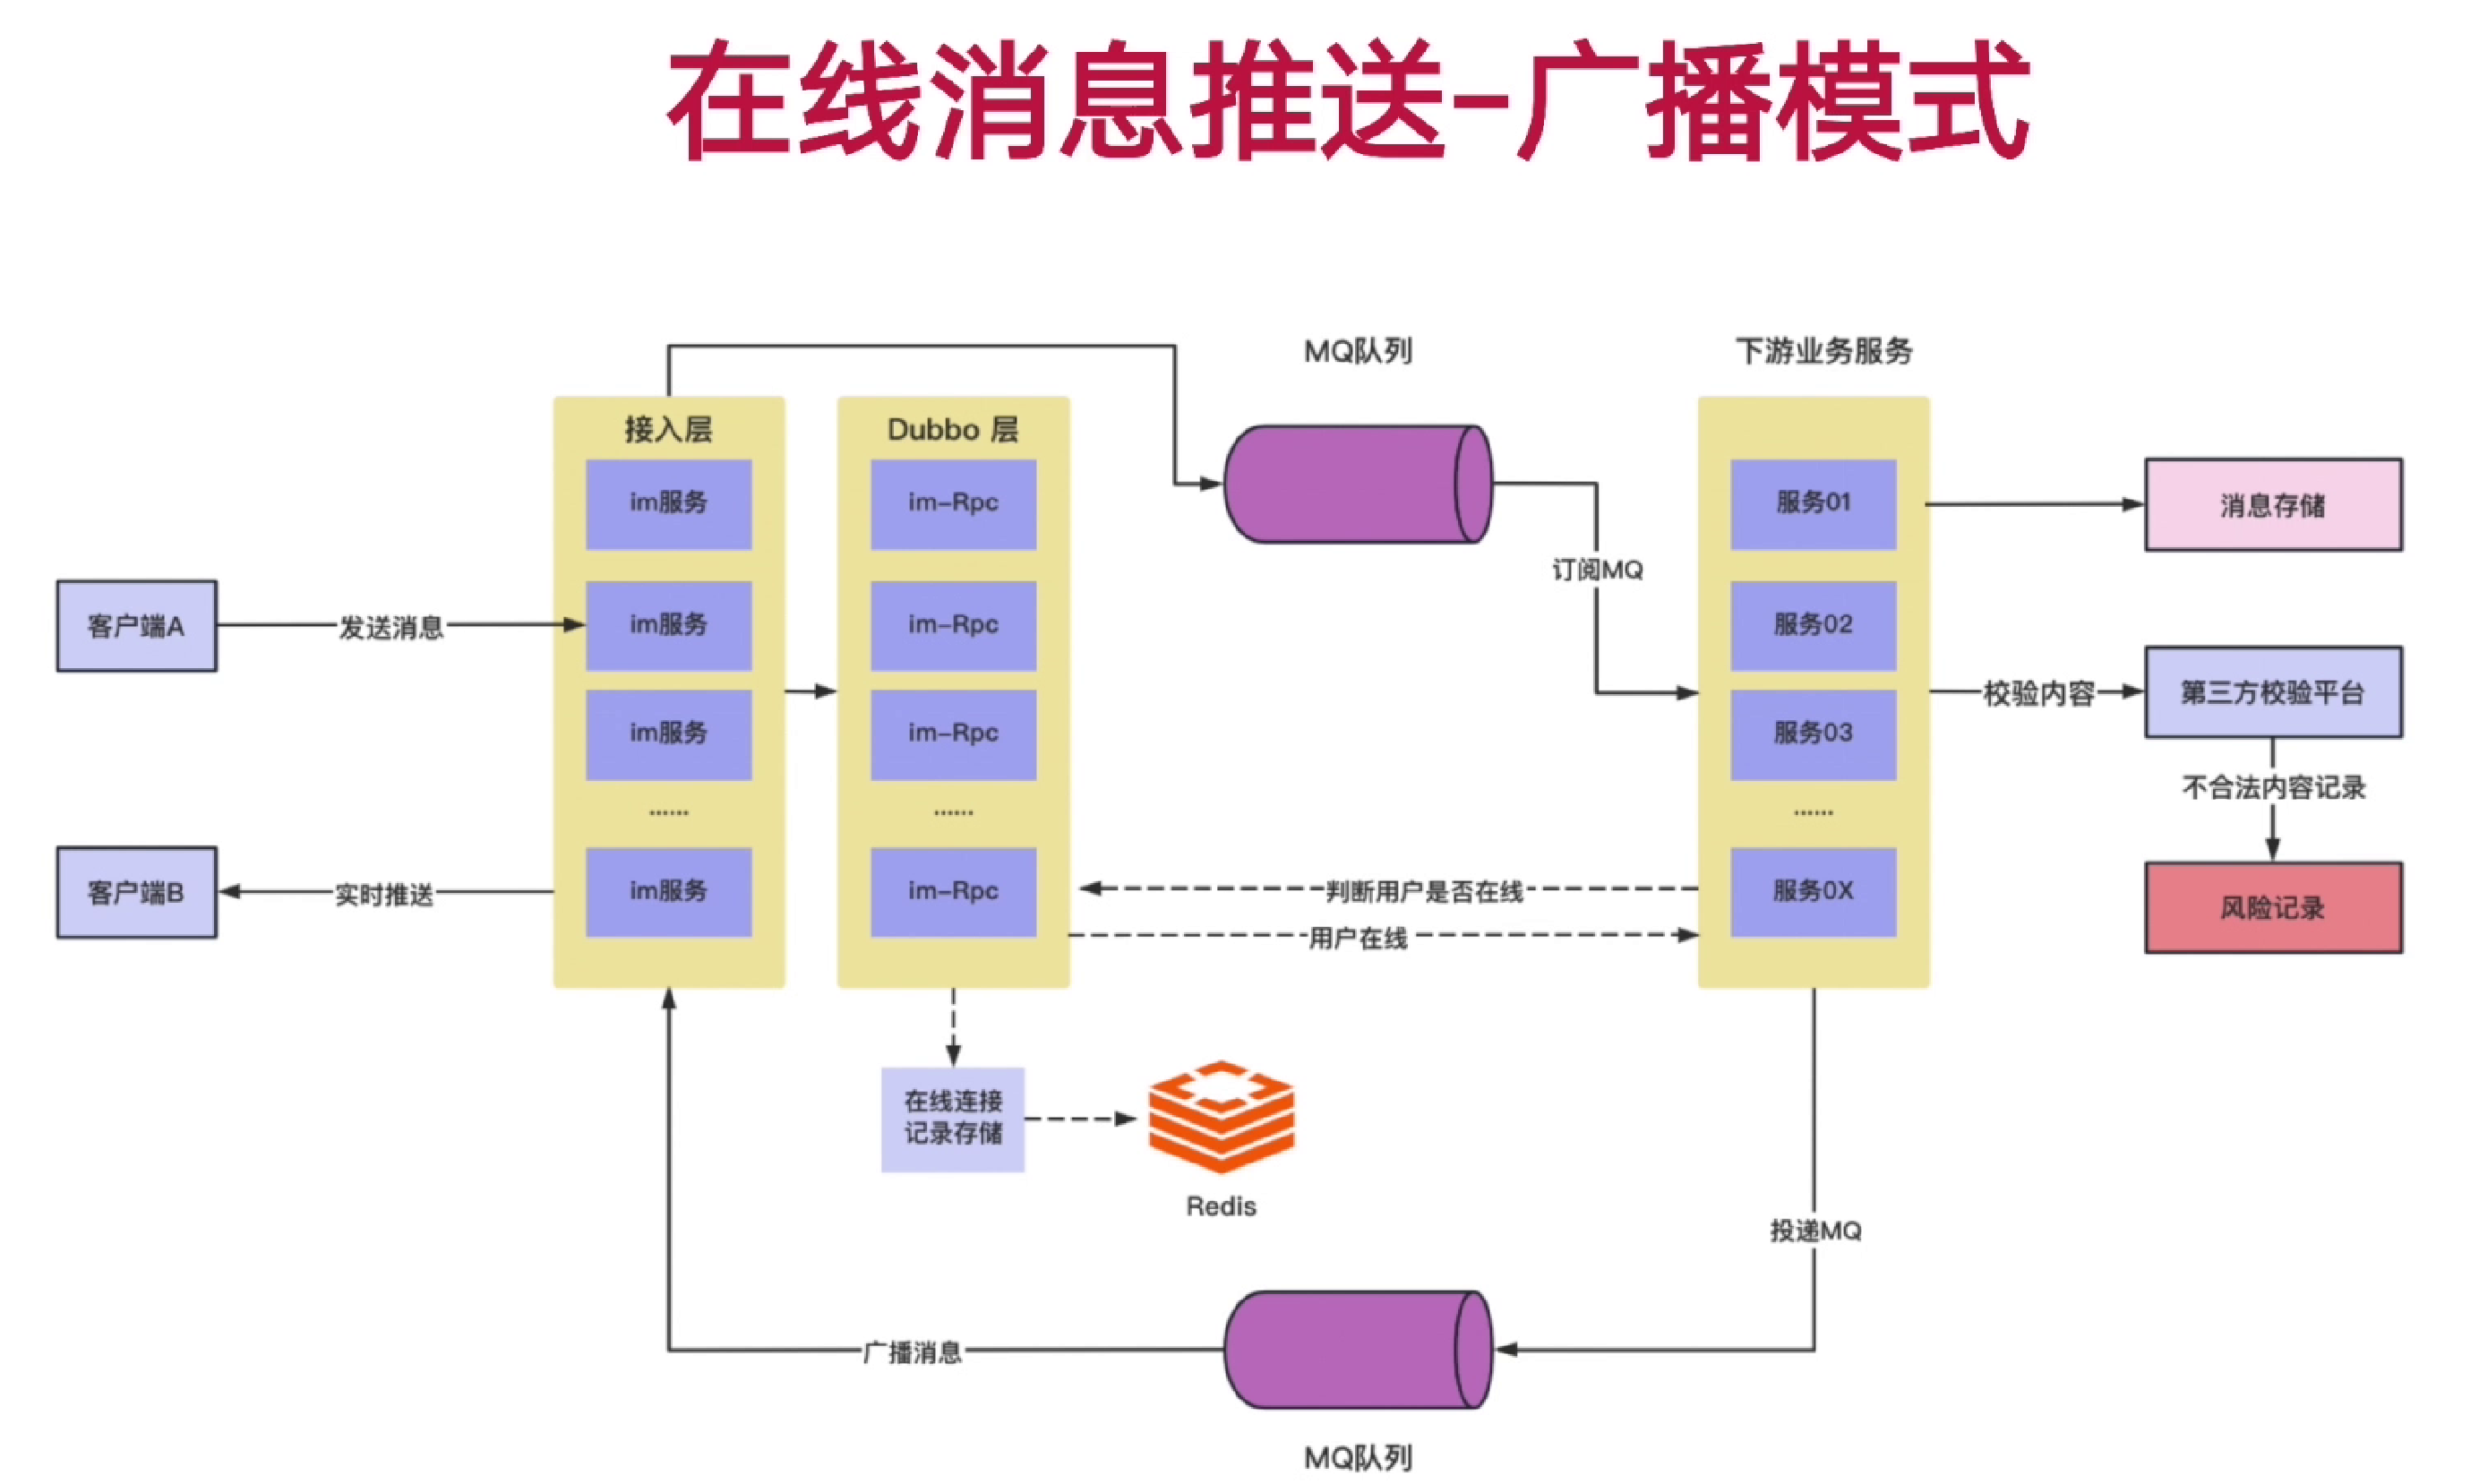 在线消息推送-广播模式
MQ队列
下游业务服务
接入层
Dubbo 层
im服务
im-Rpc
服务01
消息存储
订阅MQ
客户端A
发送消息
im服务
im-Rpc
服务02
校验内容
第三方校验平台
im服务
im-Rpc
服务03
不合法内容记录
......
......
......
客户端B
实时推送
im服务
im-Rpc
判断用户是否在线
服务0X
风险记录
用户在线
在线连接
记录存储
Redis
投递MQ
广播消息
MQ队列